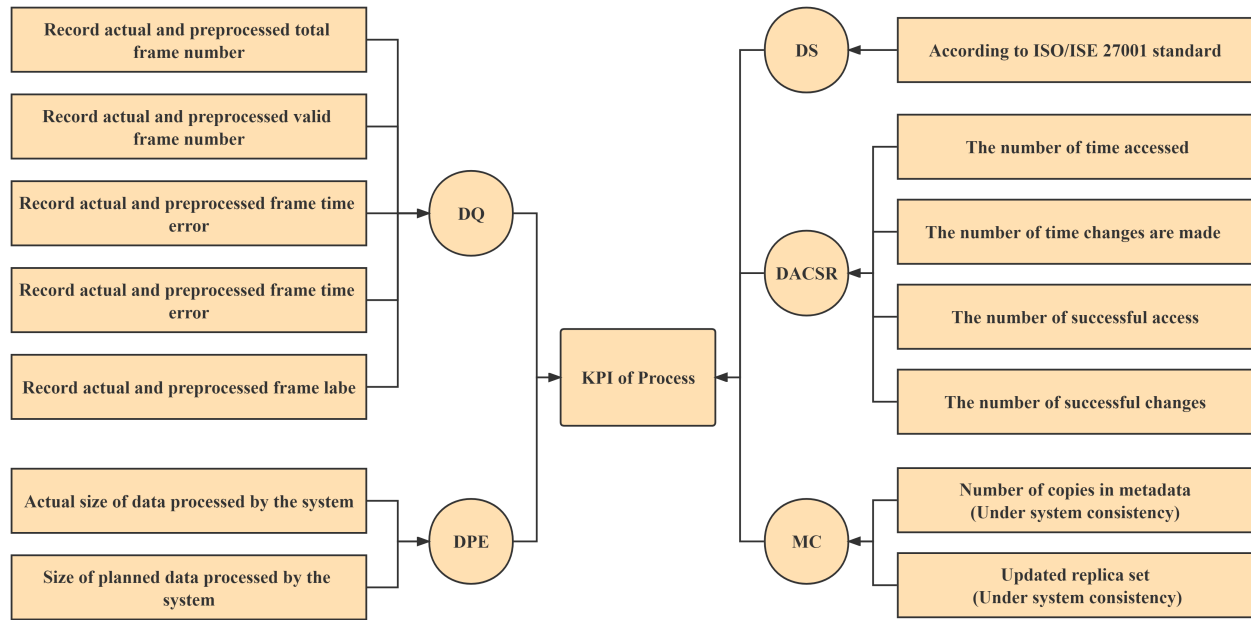 Record actual and preprocessed total
frame number
Record actual and preprocessed valid
frame number
Record actual and preprocessed frame time
error
Record actual and preprocessed frame time
error
Record actual and preprocessed frame labe
Actual size of data processed by the system
Size of planned data processed by the
system
DQ
DPE
KPI of Process
DS
DACSR
MC
According to ISO/ISE 27001 standard
The number of time accessed
The number of time changes are made
The number of successful access
The number of successful changes
Number of copies in metadata
(Under system consistency)
Updated replica set
(Under system consistency)